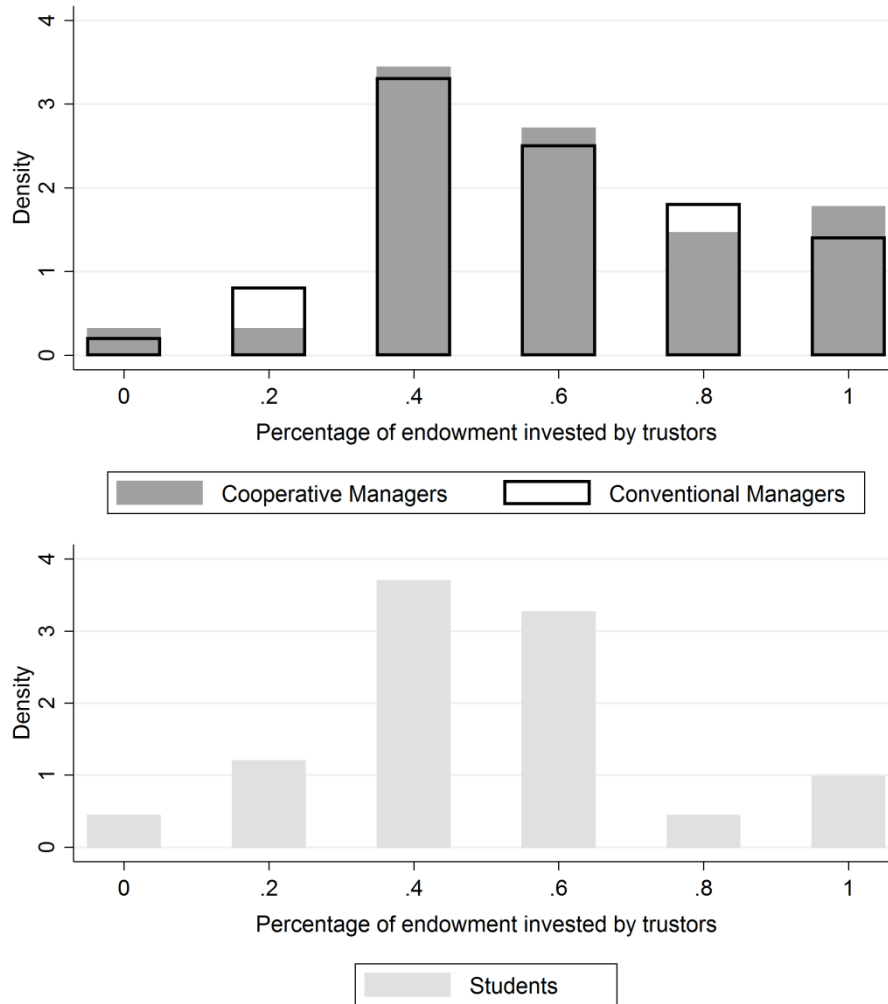 4
3
2
1
0
Density
0 .2 .4 .6 .8 1
Percentage of endowment invested by trustors
Cooperative Managers Conventional Managers
4
3
2
1
0
Density
0 .2 .4 .6 .8 1
Percentage of endowment invested by trustors
Students